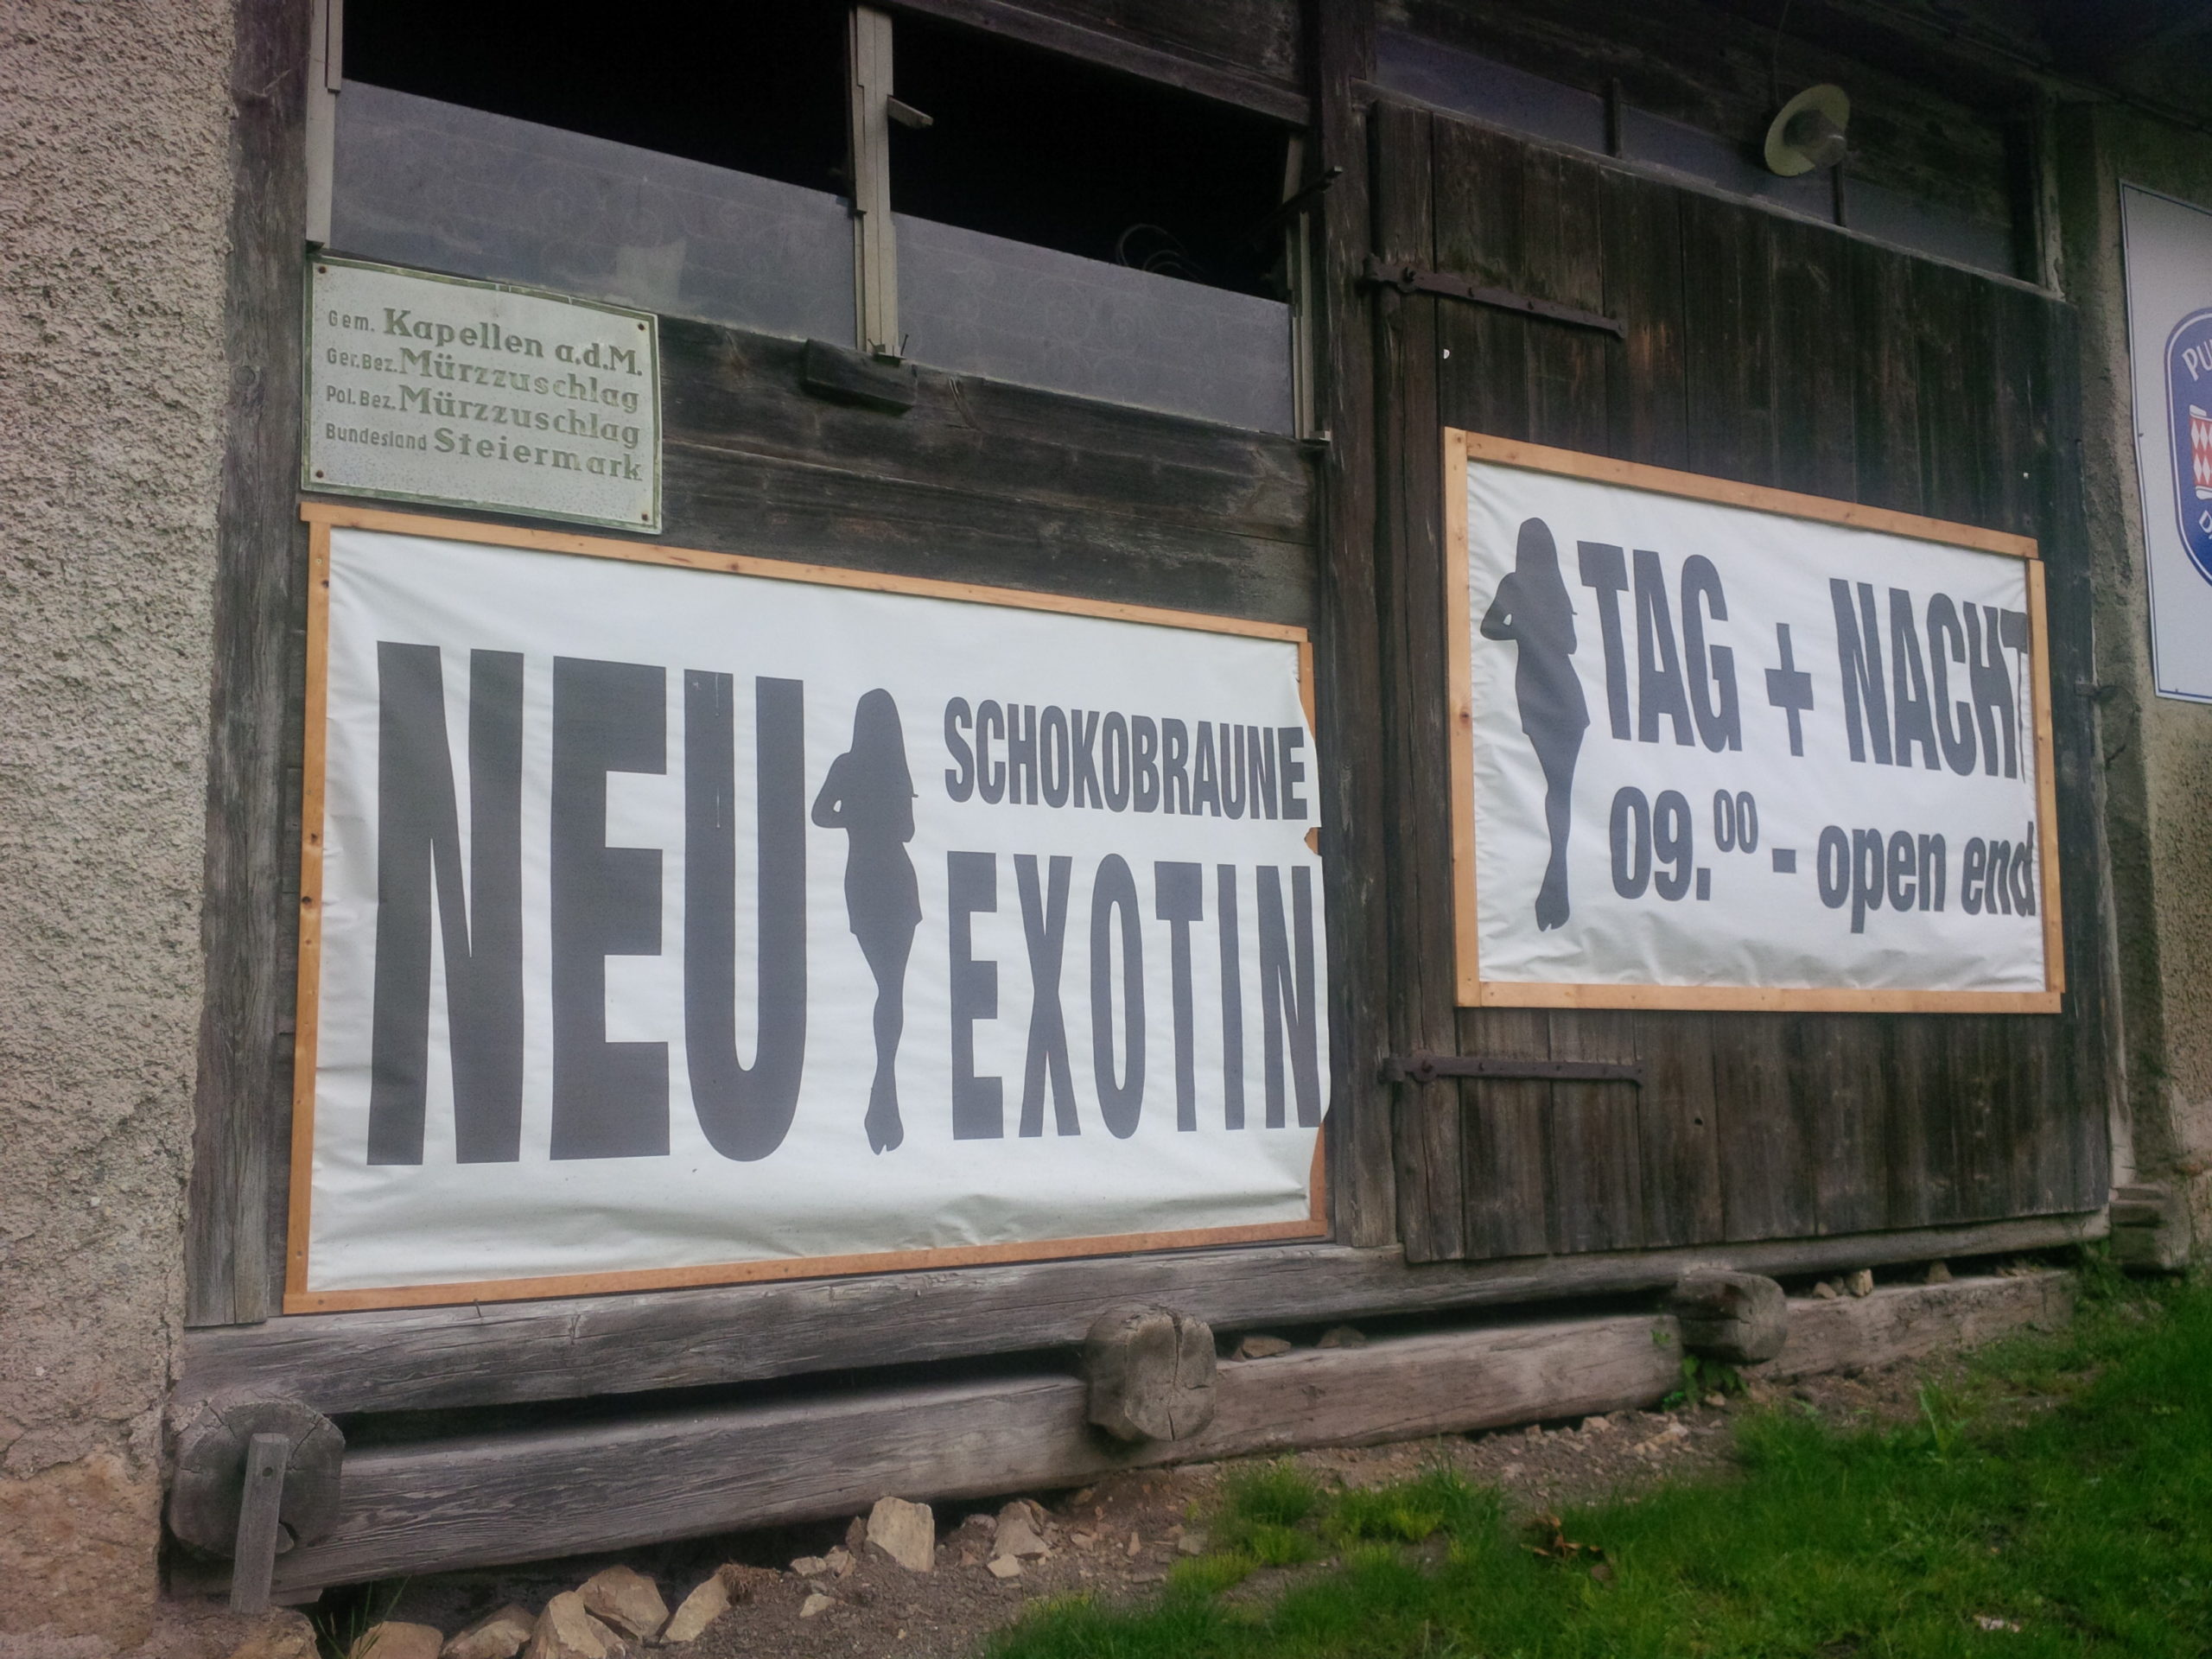 Gem. Kapellen a.d.M.
Ger.Bez. Mürzzuschlag
Pol.Bez. Mürzzuschlag
Bundesland Steiermark
NEU
SCHOKOBRAUNE
EXOTIN
TAG + NACHT
09.00 - open end